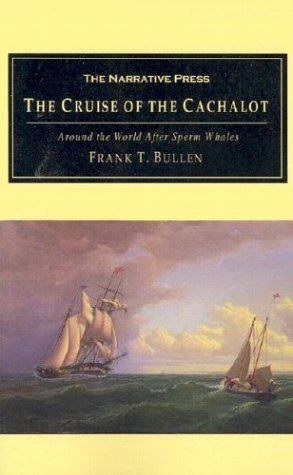 THE NARRATIVE PRESS
THE CRUISE OF THE CACHALOT
Around the World After Sperm Whales
FRANK T. BULLEN